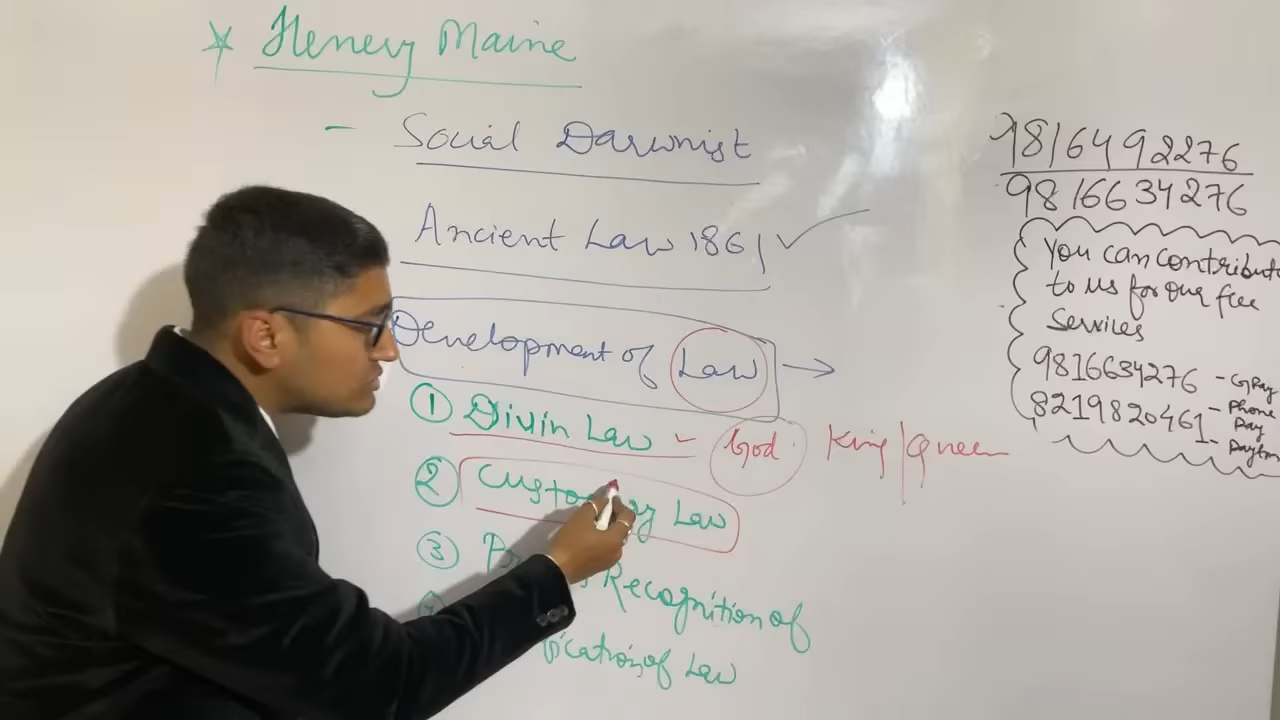 Henery Maine
- Social Darwnist
Ancient Law 1861 ✓
Development of Law →
① Divin Law - God King/Queen
② Law
③ Recognition of
of Law
9816492276
9816634276
You can contribute
to us for our free
Services
9816634276 - GPay
8219820461 - Phone
Pay
- Paytm